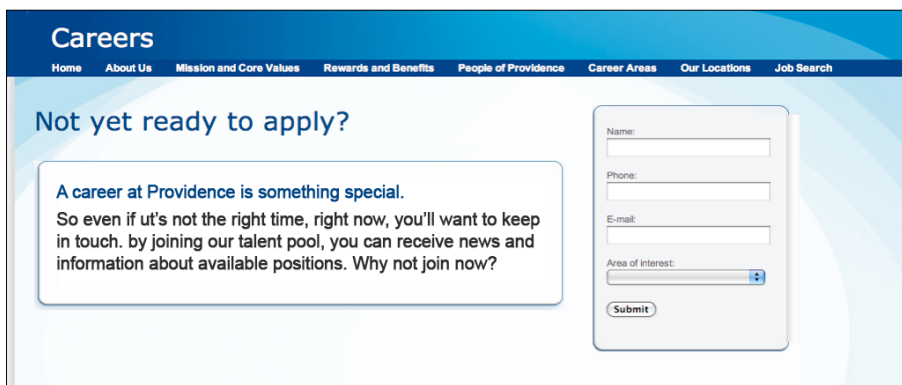 Careers
Home About Us Mission and Core Values Rewards and Benefits People of Providence Career Areas Our Locations Job Search
Not yet ready to apply?
A career at Providence is something special.
So even if ut's not the right time, right now, you'll want to keep
in touch. by joining our talent pool, you can receive news and
information about available positions. Why not join now?
Name:
Phone:
E-mail:
Area of interest:
Submit